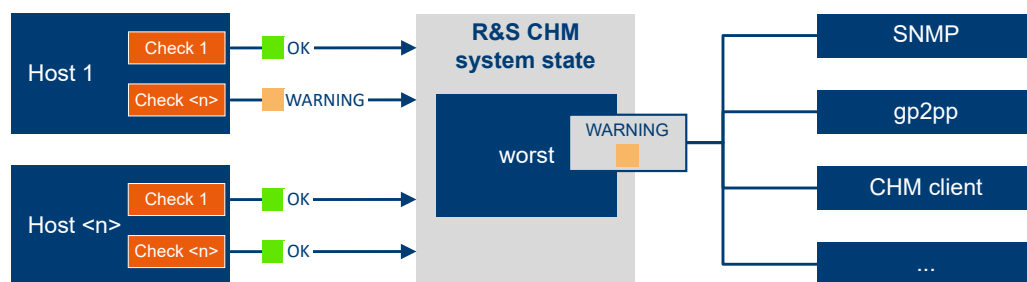 Host 1
Check 1
OK
Check <n>
WARNING
Host <n>
Check 1
OK
Check <n>
OK
R&S CHM
system state
worst
WARNING
SNMP
gp2pp
CHM client
...